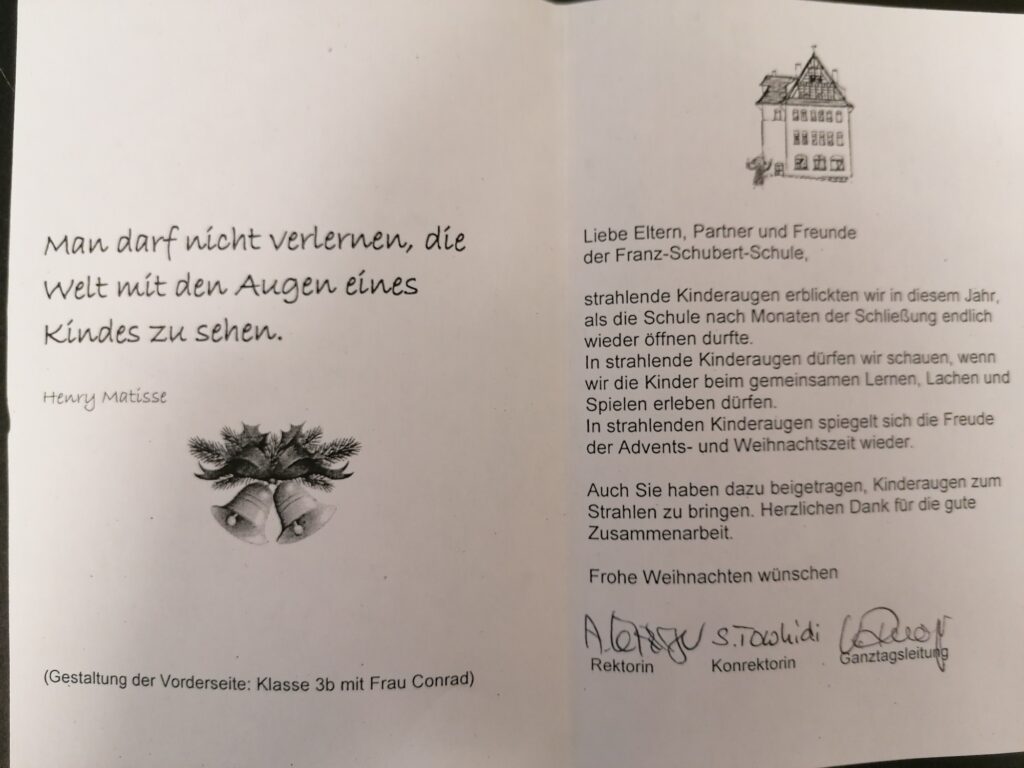 Man darf nicht verlernen, die
Welt mit den Augen eines
Kindes zu sehen.
Henry Matisse
(Gestaltung der Vorderseite: Klasse 3b mit Frau Conrad)
Liebe Eltern, Partner und Freunde
der Franz-Schubert-Schule,
strahlende Kinderaugen erblickten wir in diesem Jahr,
als die Schule nach Monaten der Schließung endlich
wieder öffnen durfte.
In strahlende Kinderaugen dürfen wir schauen, wenn
wir die Kinder beim gemeinsamen Lernen, Lachen und
Spielen erleben dürfen.
In strahlenden Kinderaugen spiegelt sich die Freude
der Advents- und Weihnachtszeit wieder.
Auch Sie haben dazu beigetragen, Kinderaugen zum
Strahlen zu bringen. Herzlichen Dank für die gute
Zusammenarbeit.
Frohe Weihnachten wünschen
S. Towhidi
Rektorin Konrektorin Ganztagsleitung